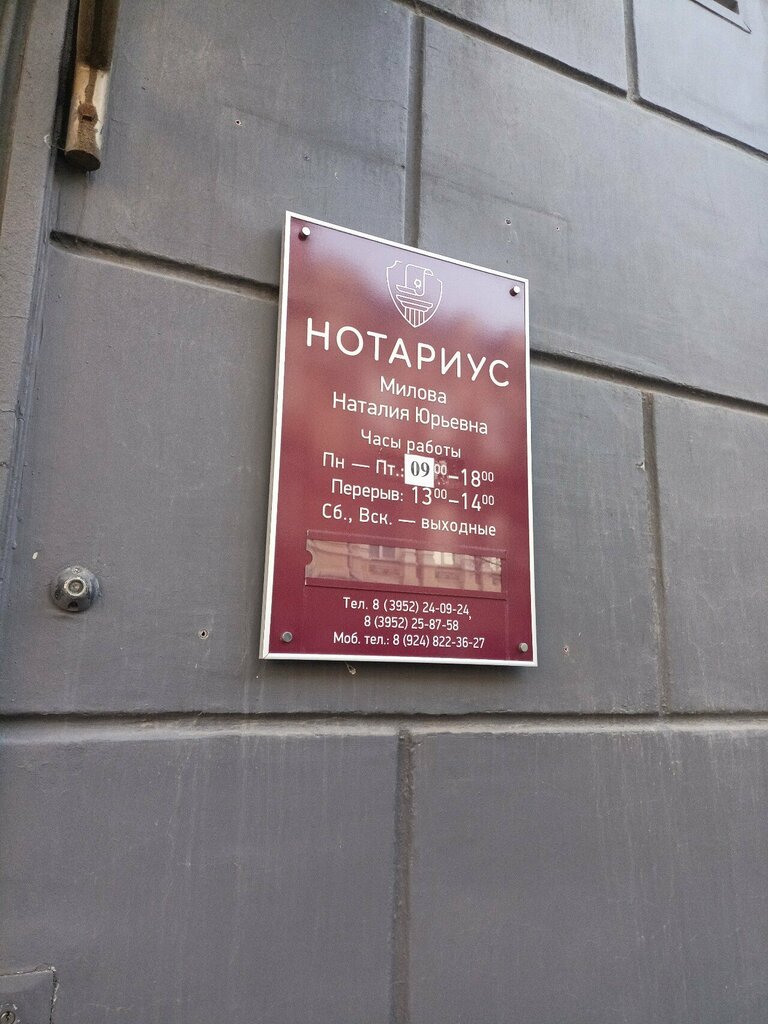 НОТАРИУС
Милова
Наталия Юрьевна
Часы работы
Пн — Пт.: 09⁰⁰–18⁰⁰
Перерыв: 13⁰⁰–14⁰⁰
Сб., Вск. — выходные
Тел. 8 (3952) 24-09-24,
8 (3952) 25-87-58
Моб. тел.: 8 (924) 822-36-27